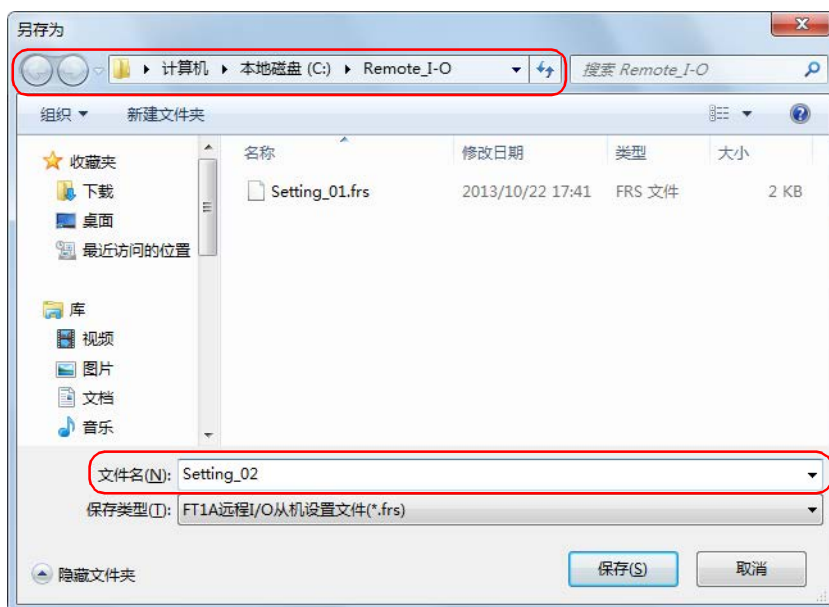 另存为
计算机 ▸ 本地磁盘 (C:) ▸ Remote_I-O
搜索 Remote_I-O
组织 新建文件夹
名称 修改日期 类型 大小
Setting_01.frs 2013/10/22 17:41 FRS 文件 2 KB
收藏夹
下载
桌面
最近访问的位置
库
视频
图片
文档
音乐
文件名(N): Setting_02
保存类型(T): FT1A远程I/O从机设置文件(*.frs)
隐藏文件夹 保存(S) 取消